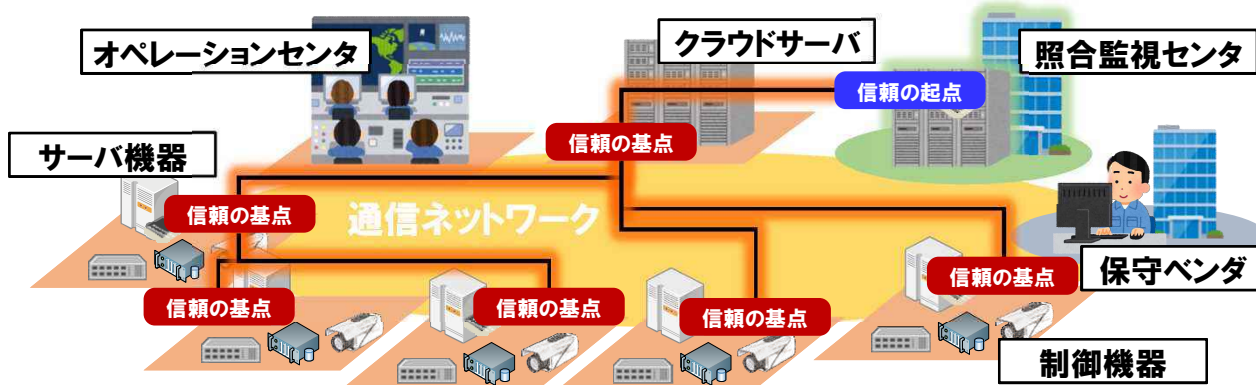 オペレーションセンタ
クラウドサーバ
照合監視センタ
信頼の起点
信頼の基点
サーバ機器
信頼の基点
通信ネットワーク
保守ベンダ
信頼の基点
信頼の基点
信頼の基点
信頼の基点
制御機器